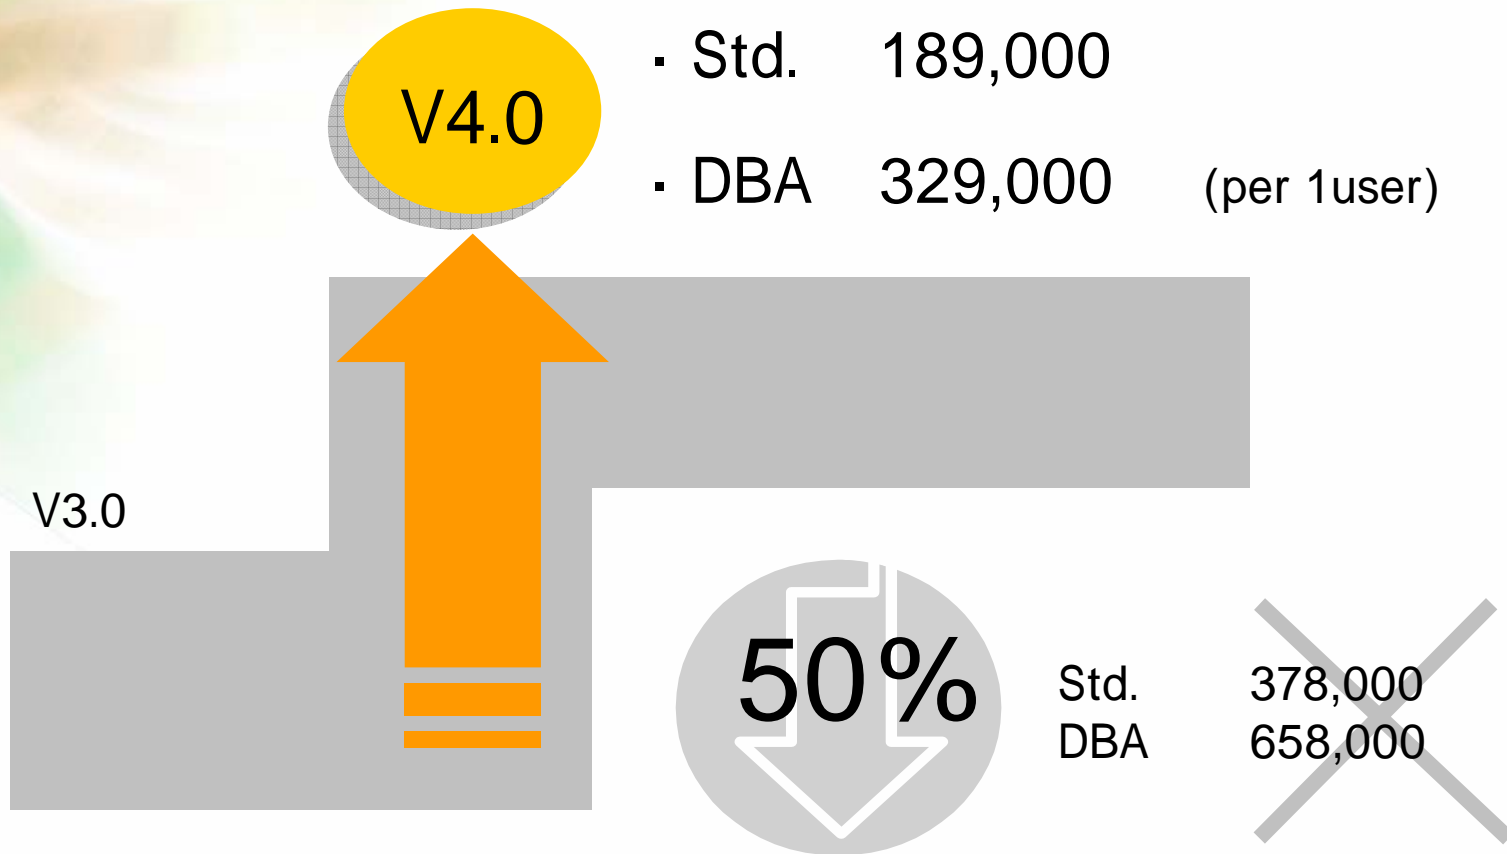 V4.0
▪ Std. 189,000
▪ DBA 329,000 (per 1user)
V3.0
50%
Std. 378,000
DBA 658,000